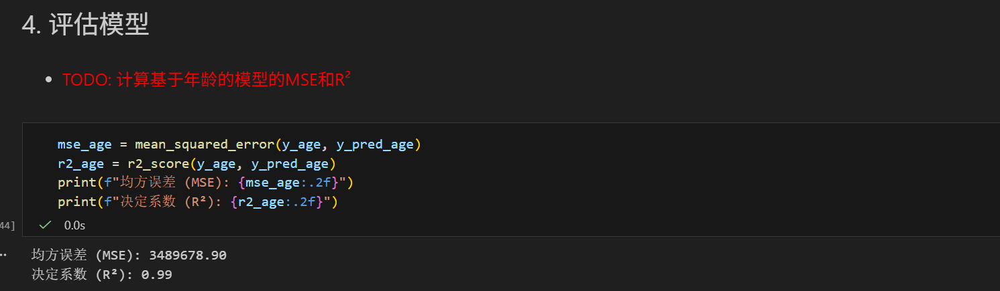 4. 评估模型
TODO: 计算基于年龄的模型的MSE和R²
mse_age = mean_squared_error(y_age, y_pred_age)
r2_age = r2_score(y_age, y_pred_age)
print(f"均方误差 (MSE): {mse_age:.2f}")
print(f"决定系数 (R²): {r2_age:.2f}")
44]
0.0s
均方误差 (MSE): 3489678.90
决定系数 (R²): 0.99